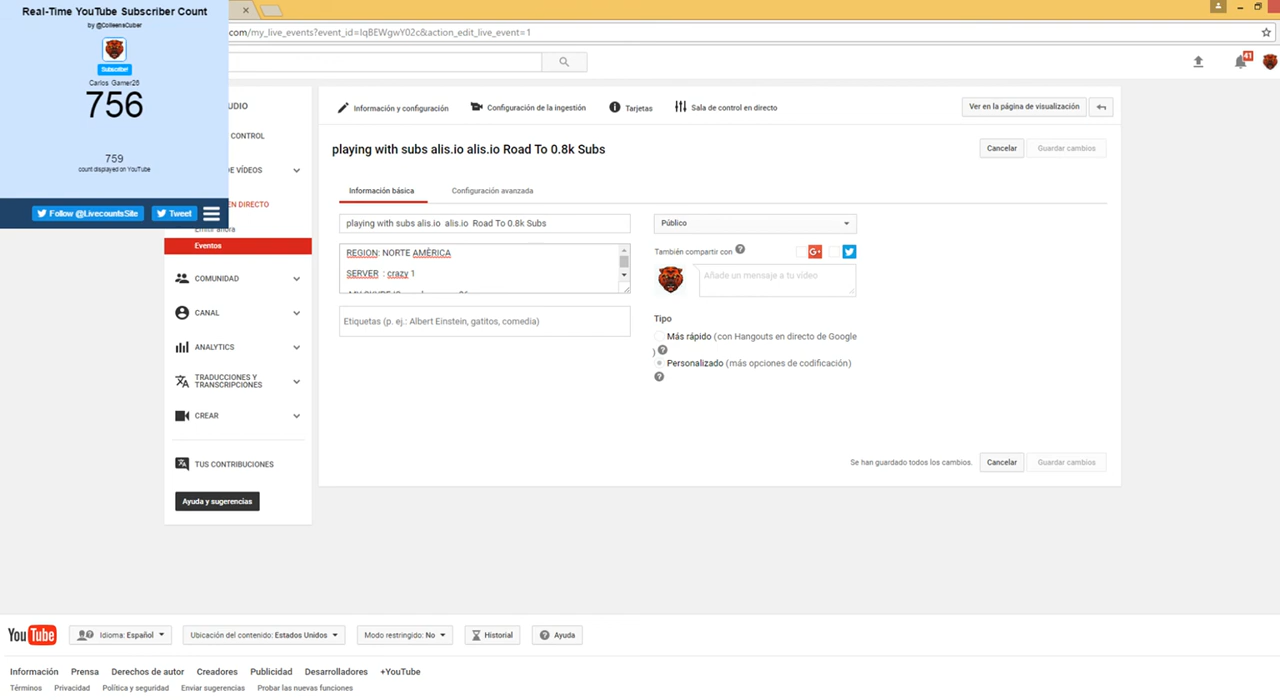 Real-Time YouTube Subscriber Count
by @ColleensCuber
Subscribe!
Carlos Gamer26
756
759
count displayed on YouTube
Follow @LivecountsSite
Tweet
.com/my_live_events?event_id=IqBEWgwY02c&action_edit_live_event=1
41
UDIO
CONTROL
DE VÍDEOS
EN DIRECTO
Emitir ahora
Eventos
COMUNIDAD
CANAL
ANALYTICS
TRADUCCIONES Y
TRANSCRIPCIONES
CREAR
TUS CONTRIBUCIONES
Ayuda y sugerencias
Información y configuración
Configuración de la ingestión
Tarjetas
Sala de control en directo
Ver en la página de visualización
playing with subs alis.io alis.io Road To 0.8k Subs
Cancelar
Guardar cambios
Información básica
Configuración avanzada
playing with subs alis.io alis.io Road To 0.8k Subs
REGION: NORTE AMÈRICA
SERVER : crazy 1
Etiquetas (p. ej.: Albert Einstein, gatitos, comedia)
Público
También compartir con
G+
Añade un mensaje a tu vídeo
Tipo
Más rápido (con Hangouts en directo de Google
)
Personalizado (más opciones de codificación)
Se han guardado todos los cambios.
Cancelar
Guardar cambios
YouTube
Idioma: Español
Ubicación del contenido: Estados Unidos
Modo restringido: No
Historial
Ayuda
Información
Prensa
Derechos de autor
Creadores
Publicidad
Desarrolladores
+YouTube
Términos
Privacidad
Política y seguridad
Enviar sugerencias
Probar las nuevas funciones